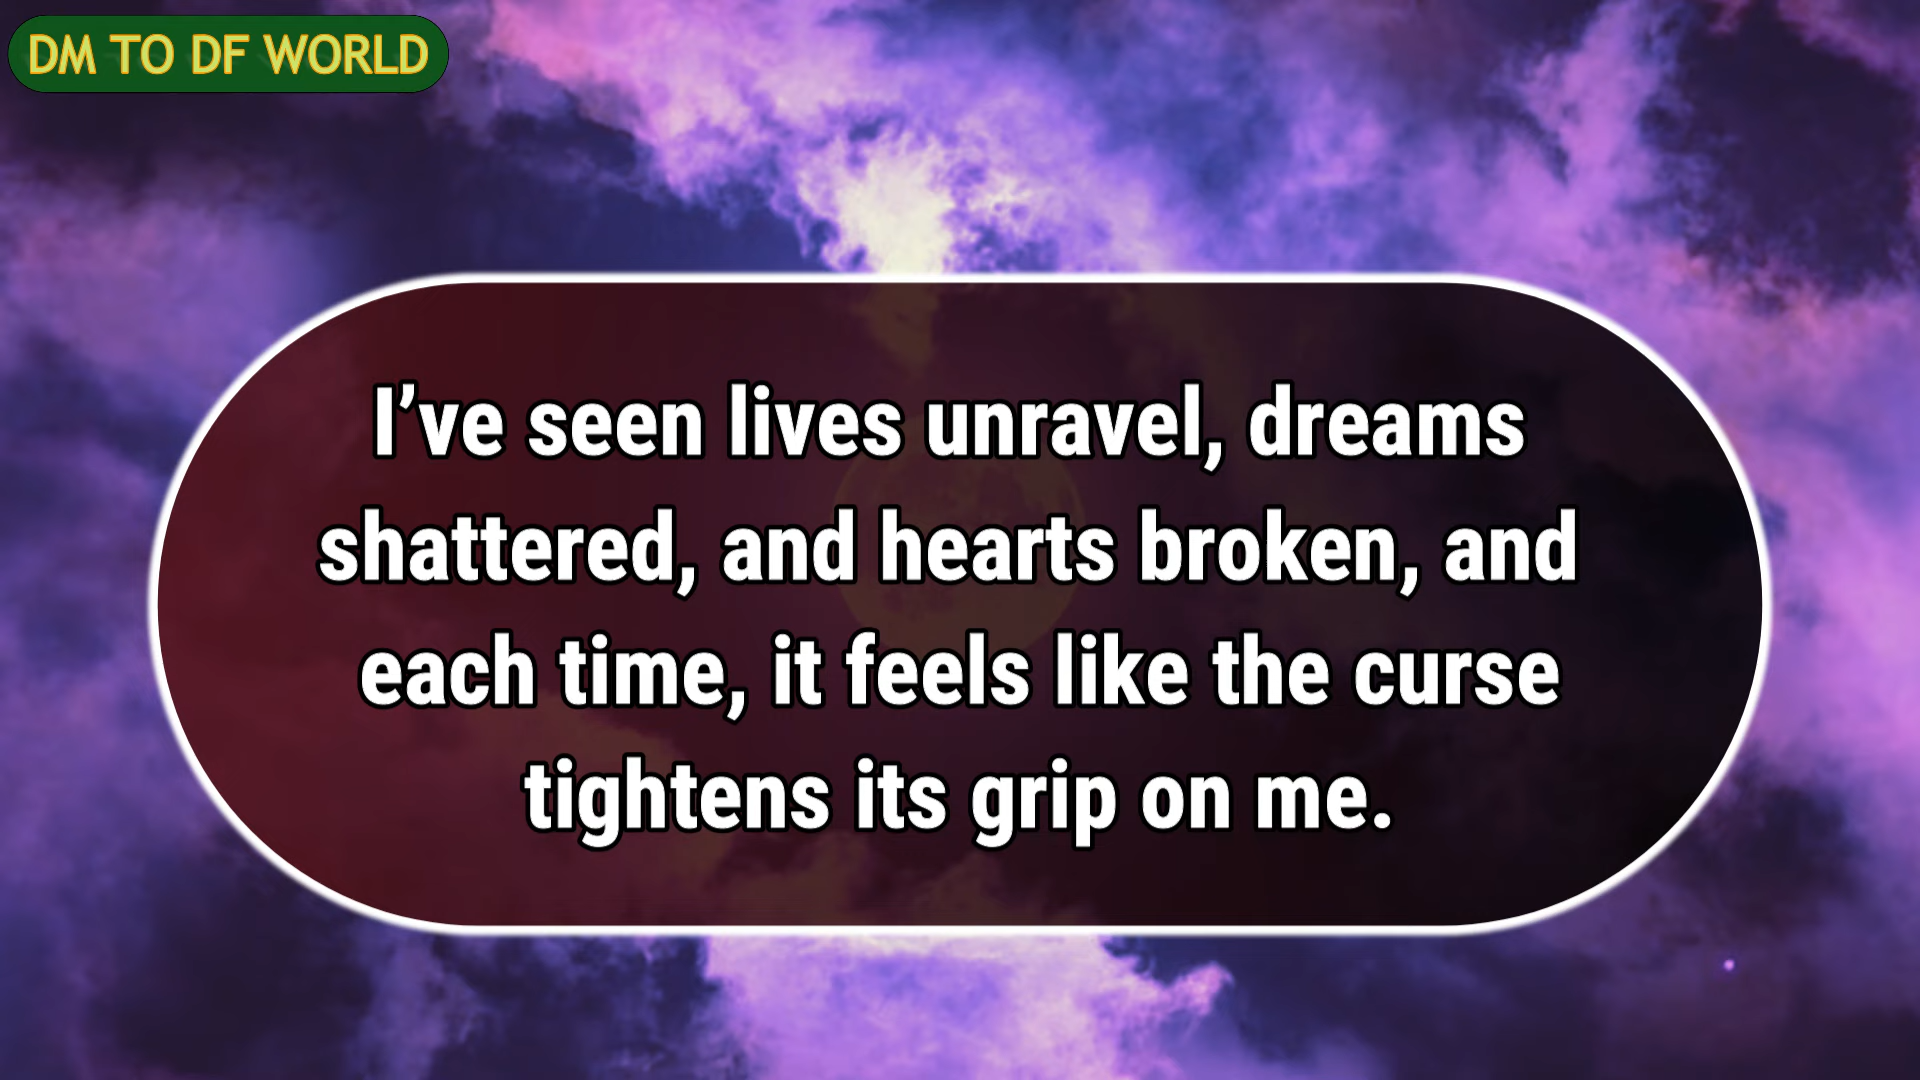 DM TO DF WORLD
I’ve seen lives unravel, dreams
shattered, and hearts broken, and
each time, it feels like the curse
tightens its grip on me.